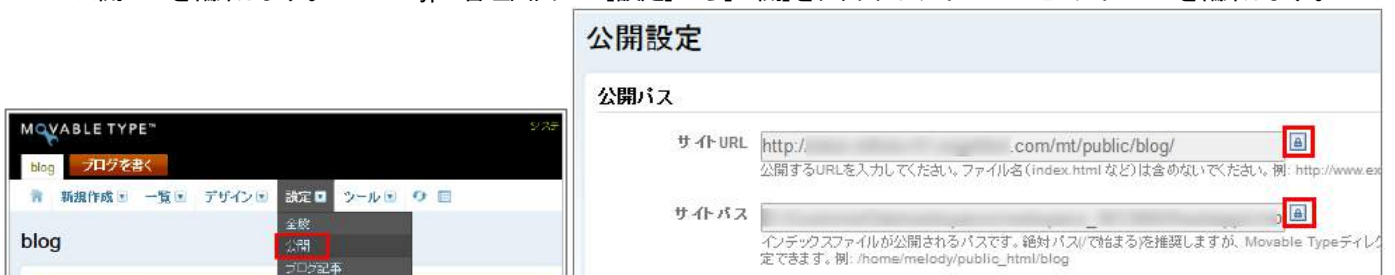 公開設定
公開パス
サイトURL
http:/ .com/mt/public/blog/
公開するURLを入力してください。ファイル名(index.html など)は含めないでください。例: http://www.ex
サイトパス
インデックスファイルが公開されるパスです。絶対パス(/で始まる)を推奨しますが、Movable Typeディレク
定できます。例: /home/melody/public_html/blog
MOVABLE TYPE™
システ
blog ブログを書く
新規作成 一覧 デザイン 設定 ツール
全般
公開
ブログ記事
blog